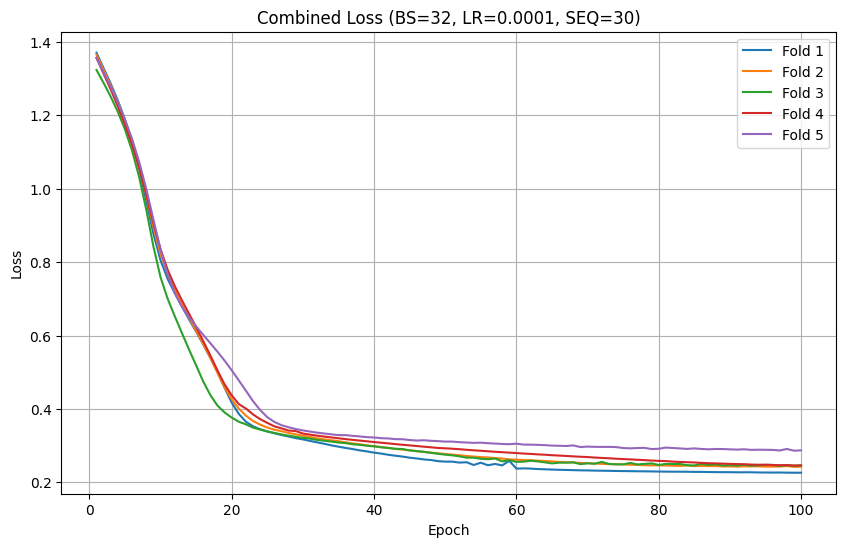 Combined Loss (BS=32, LR=0.0001, SEQ=30)
Fold 1
Fold 2
Fold 3
Fold 4
Fold 5
Loss
1.4
1.2
1.0
0.8
0.6
0.4
0.2
0 20 40 60 80 100
Epoch